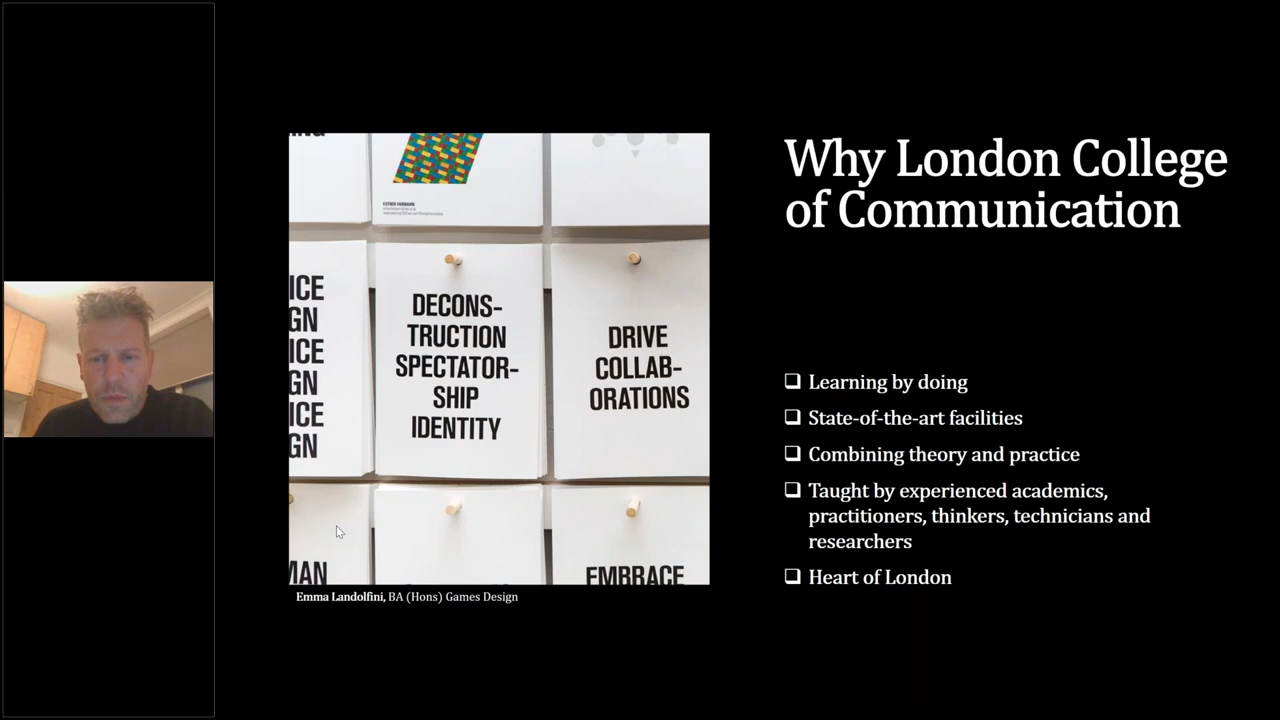 Why London College
of Communication
ESTHER FAIRBAIRN
ICE
GN
ICE
GN
ICE
GN
DECONS-
TRUCTION
SPECTATOR-
SHIP
IDENTITY
DRIVE
COLLAB-
ORATIONS
MAN
EMBRACE
Emma Landolfini, BA (Hons) Games Design
❑ Learning by doing
❑ State-of-the-art facilities
❑ Combining theory and practice
❑ Taught by experienced academics,
practitioners, thinkers, technicians and
researchers
❑ Heart of London